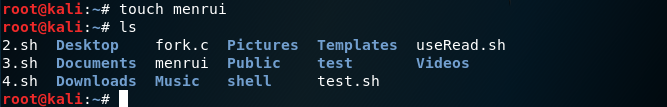 root@kali:~# touch menrui
root@kali:~# ls
2.sh  Desktop    fork.c  Pictures  Templates  useRead.sh
3.sh  Documents  menrui  Public    test       Videos
4.sh  Downloads  Music   shell     test.sh
root@kali:~#